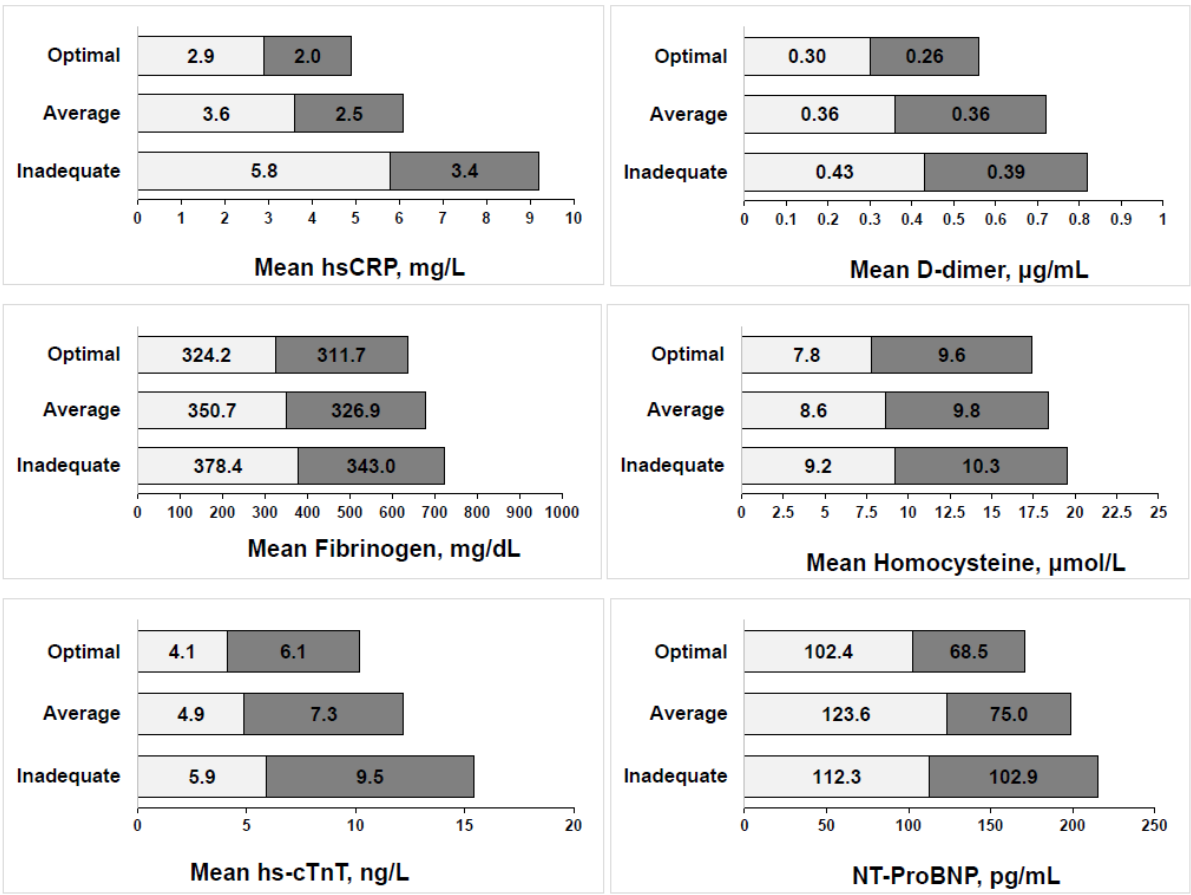 Optimal 2.9 2.0
Average 3.6 2.5
Inadequate 5.8 3.4
0 1 2 3 4 5 6 7 8 9 10
Mean hsCRP, mg/L
Optimal 0.30 0.26
Average 0.36 0.36
Inadequate 0.43 0.39
0 0.1 0.2 0.3 0.4 0.5 0.6 0.7 0.8 0.9 1
Mean D-dimer, µg/mL
Optimal 324.2 311.7
Average 350.7 326.9
Inadequate 378.4 343.0
0 100 200 300 400 500 600 700 800 900 1000
Mean Fibrinogen, mg/dL
Optimal 7.8 9.6
Average 8.6 9.8
Inadequate 9.2 10.3
0 2.5 5 7.5 10 12.5 15 17.5 20 22.5 25
Mean Homocysteine, µmol/L
Optimal 4.1 6.1
Average 4.9 7.3
Inadequate 5.9 9.5
0 5 10 15 20
Mean hs-cTnT, ng/L
Optimal 102.4 68.5
Average 123.6 75.0
Inadequate 112.3 102.9
0 50 100 150 200 250
NT-ProBNP, pg/mL